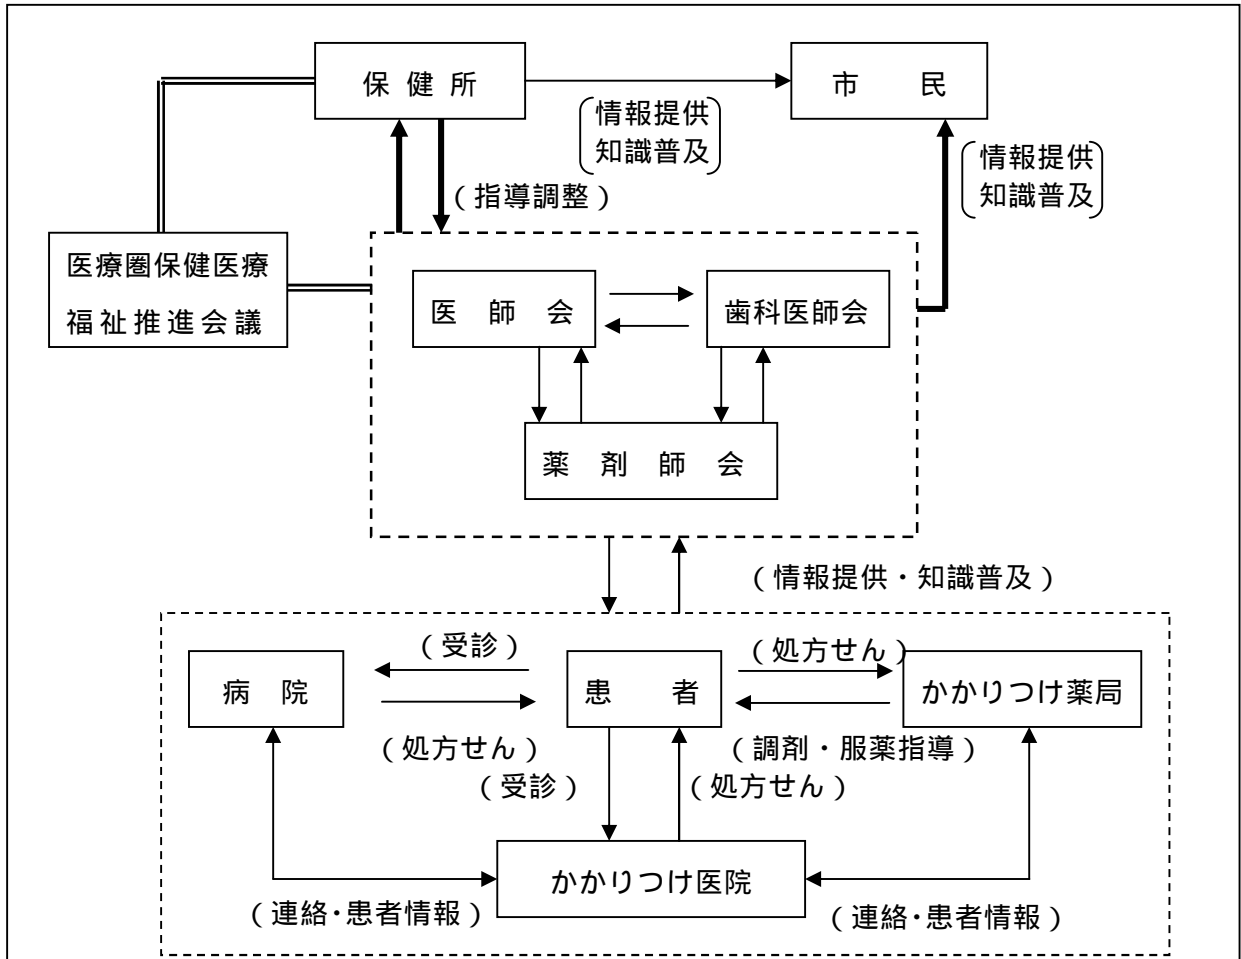 保健所
市民
情報提供
知識普及
情報提供
知識普及
（指導調整）
医療圏保健医療
福祉推進会議
医師会
歯科医師会
薬剤師会
（情報提供・知識普及）
（受診）
（処方せん）
病院
患者
かかりつけ薬局
（処方せん）
（調剤・服薬指導）
（受診）
（処方せん）
かかりつけ医院
（連絡・患者情報）
（連絡・患者情報）